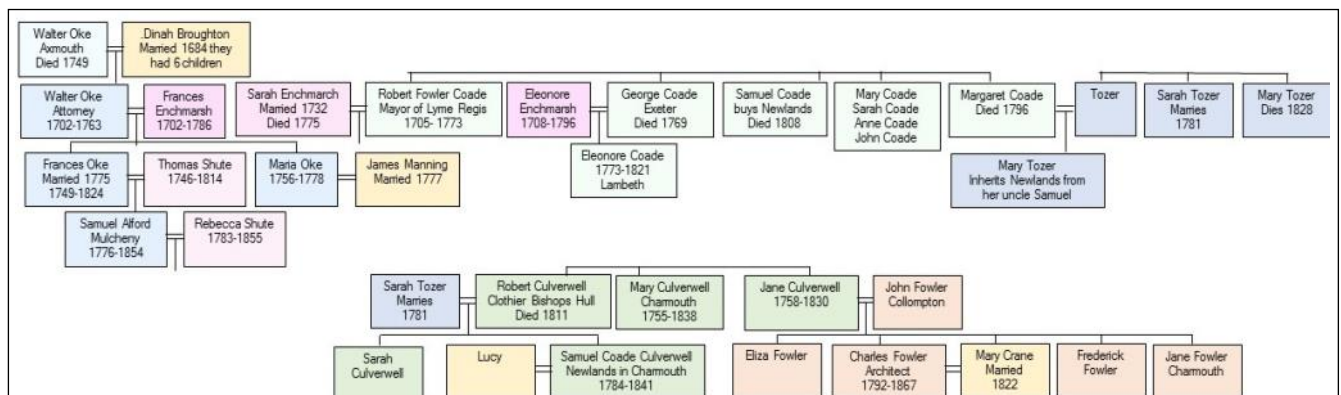 Walter Oke
Axmouth
Died 1749
.Dinah Broughton
Married 1684 they
had 6 children
Walter Oke
Attorney
1702-1763
Frances
Enchmarsh
1702-1786
Sarah Enchmarch
Married 1732
Died 1775
Robert Fowler Coade
Mayor of Lyme Regis
1705- 1773
Eleonore
Enchmarsh
1708-1796
George Coade
Exeter
Died 1769
Samuel Coade
buys Newlands
Died 1808
Mary Coade
Sarah Coade
Anne Coade
John Coade
Margaret Coade
Died 1796
Tozer
Sarah Tozer
Marries
1781
Mary Tozer
Dies 1828
Frances Oke
Married 1775
1749-1824
Thomas Shute
1746-1814
Maria Oke
1756-1778
James Manning
Married 1777
Eleonore Coade
1773-1821
Lambeth
Mary Tozer
Inherits Newlands from
her uncle Samuel
Samuel Alford
Mulcheny
1776-1854
Rebecca Shute
1783-1855
Sarah Tozer
Marries
1781
Robert Culverwell
Clothier Bishops Hull
Died 1811
Mary Culverwell
Charmouth
1755-1838
Jane Culverwell
1758-1830
John Fowler
Collompton
Sarah
Culverwell
Lucy
Samuel Coade Culverwell
Newlands in Charmouth
1784-1841
Eliza Fowler
Charles Fowler
Architect
1792-1867
Mary Crane
Married
1822
Frederick
Fowler
Jane Fowler
Charmouth